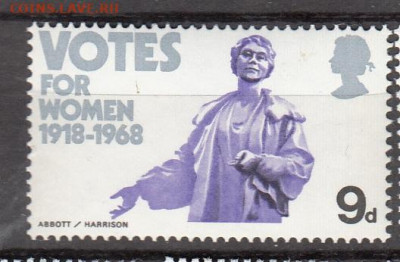 COINS.LAVE.RU
VOTES
FOR
WOMEN
1918-1968
ABBOTT / HARRISON
9d